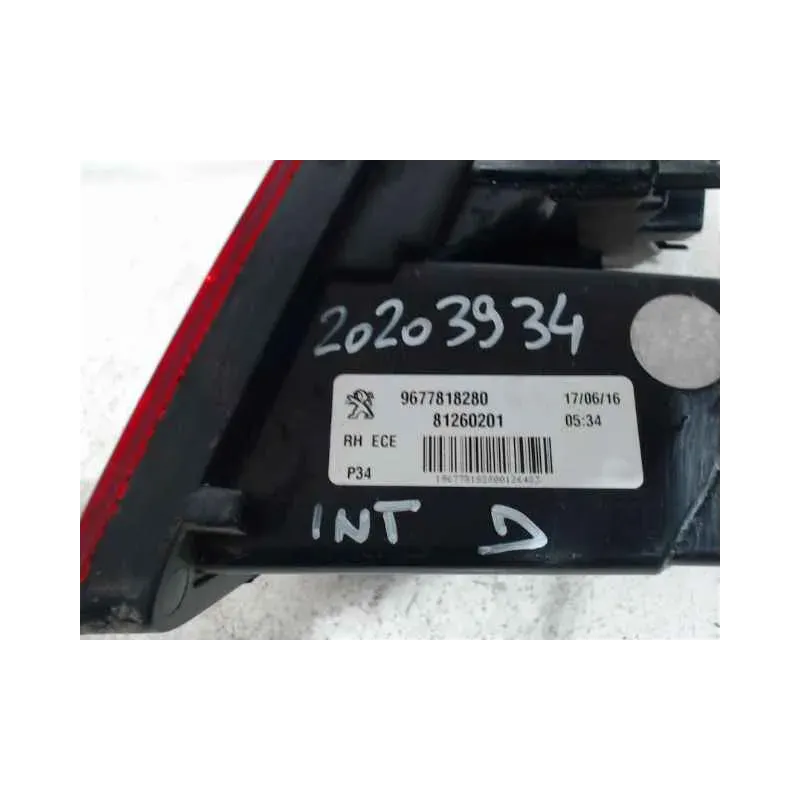 20203934
9677818280 17/06/16
81260201 05:34
RH ECE
P34
INT D